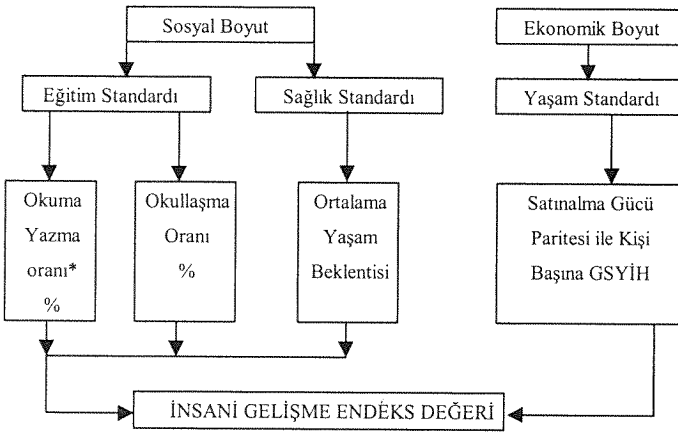 Sosyal Boyut
Ekonomik Boyut
Eğitim Standardı
Sağlık Standardı
Yaşam Standardı
Okuma
Yazma
oranı*
%
Okullaşma
Oranı
%
Ortalama
Yaşam
Beklentisi
Satınalma Gücü
Paritesi ile Kişi
Başına GSYİH
İNSANİ GELİŞME ENDEKS DEĞERİ